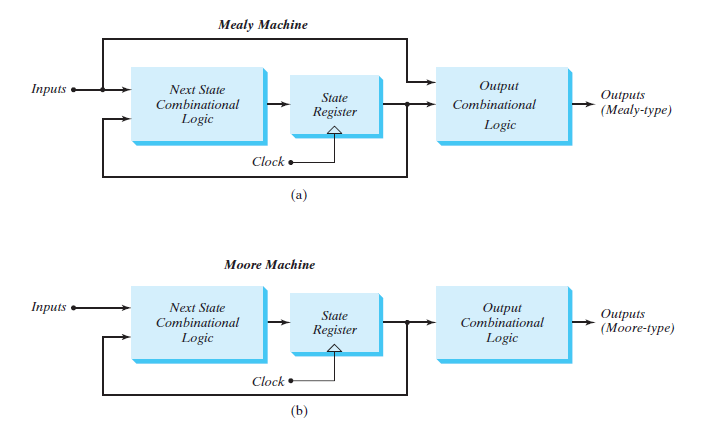 Mealy Machine
Inputs
Next State
Combinational
Logic
State
Register
Clock
Output
Combinational
Logic
Outputs
(Mealy-type)
(a)
Moore Machine
Inputs
Next State
Combinational
Logic
State
Register
Clock
Output
Combinational
Logic
Outputs
(Moore-type)
(b)